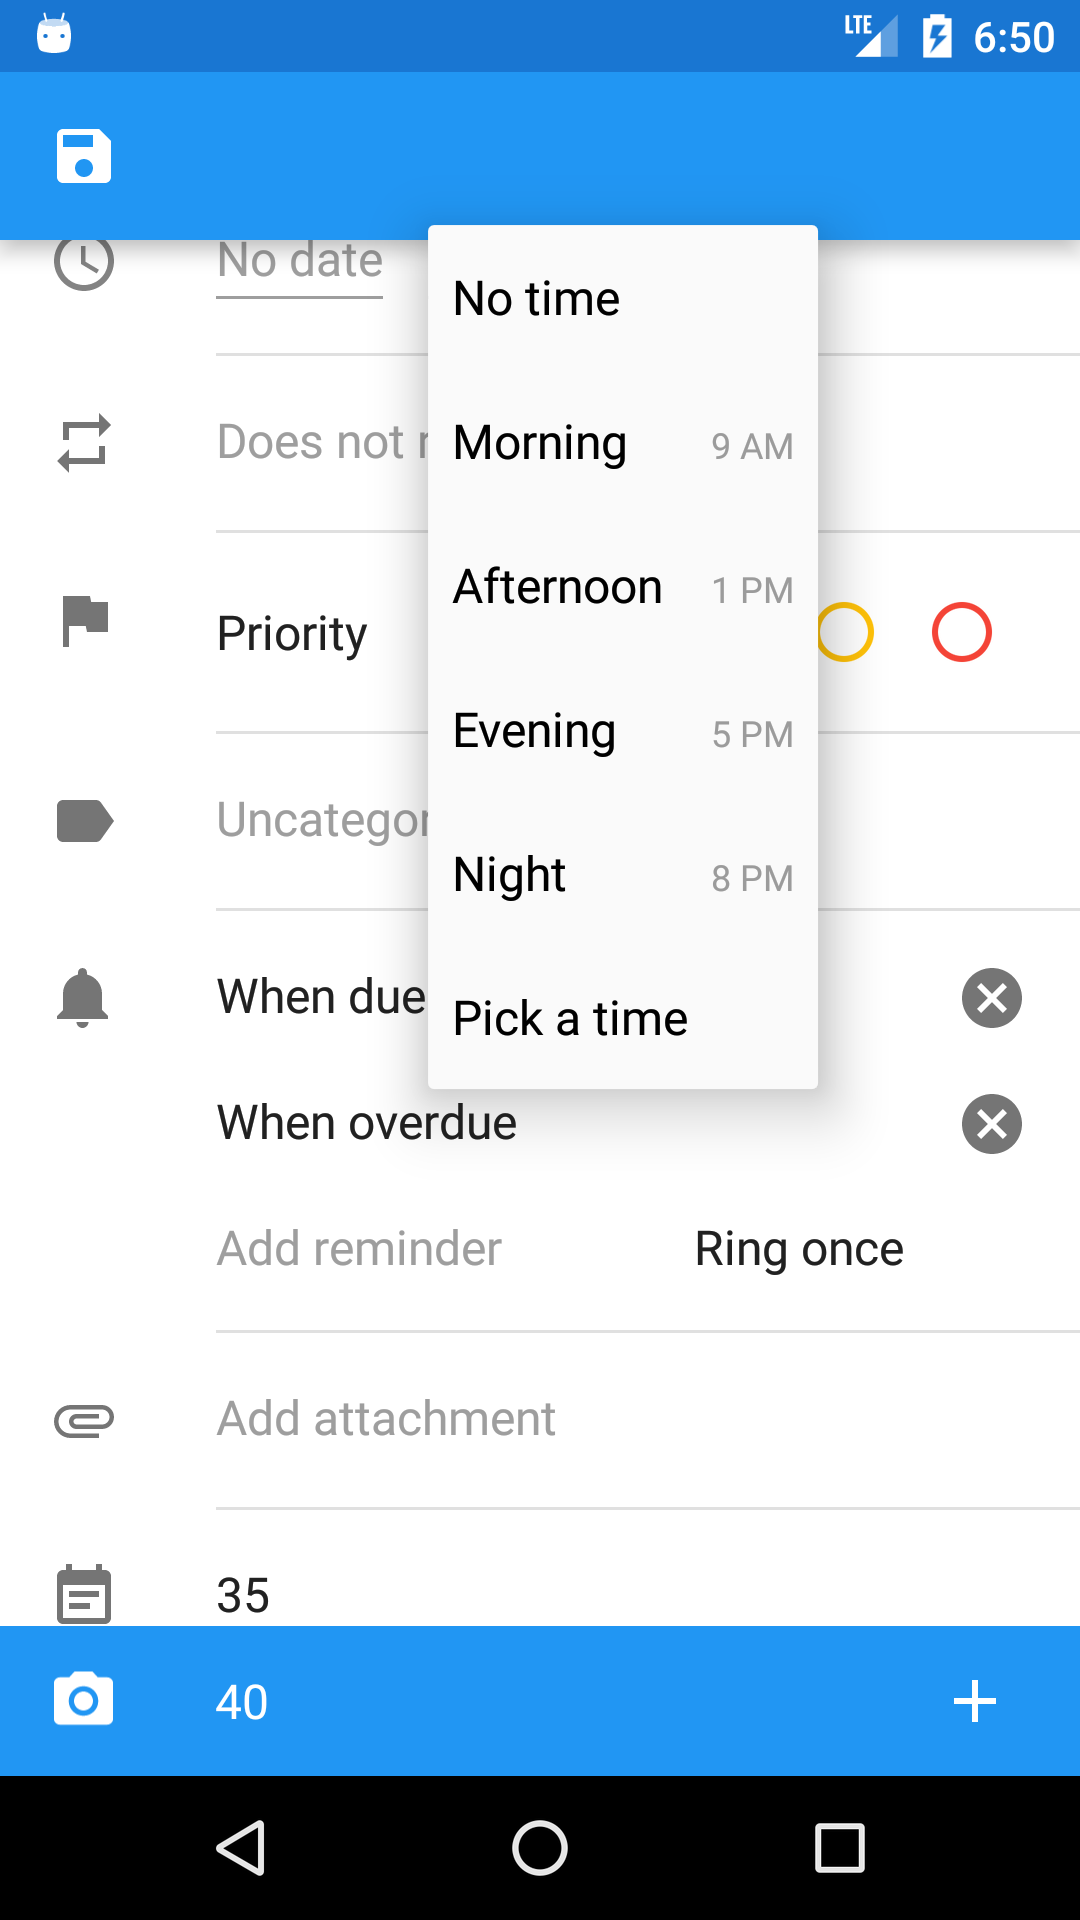 LTE 6:50
No date
No time
Does not r
Morning 9 AM
Afternoon 1 PM
Priority
Evening 5 PM
Uncategor
Night 8 PM
When due
Pick a time
When overdue
Add reminder Ring once
Add attachment
35
40